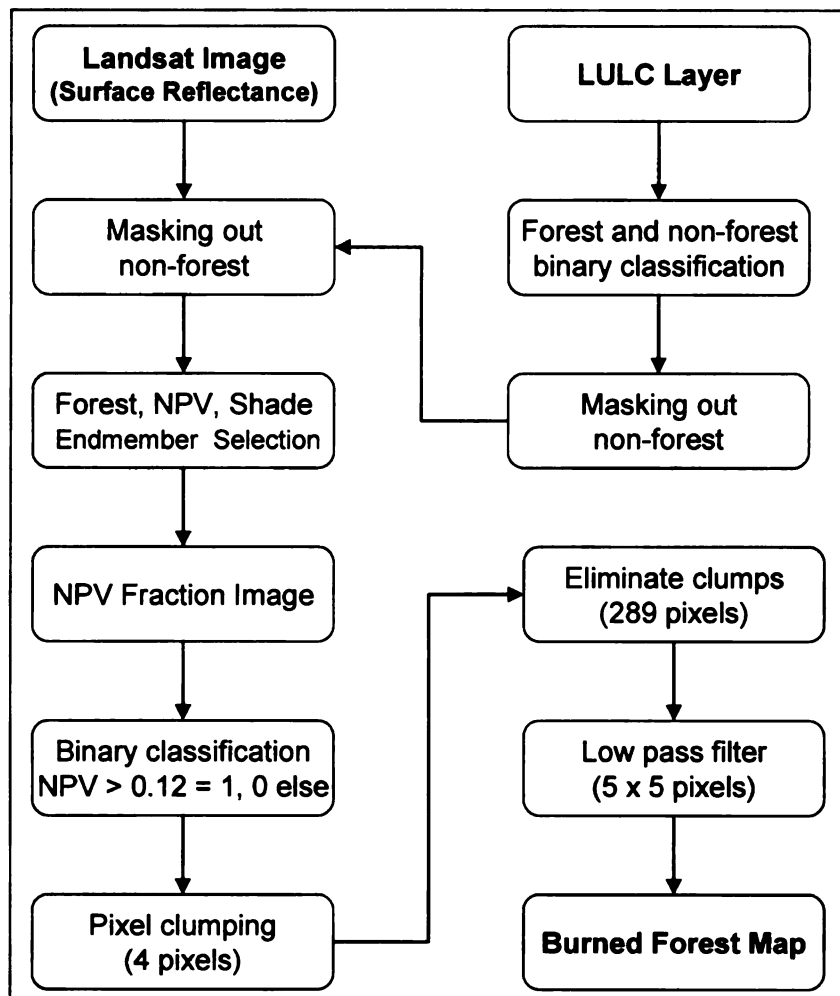 Landsat Image
(Surface Reflectance)
Masking out
non-forest
Forest, NPV, Shade
Endmember Selection
NPV Fraction Image
Binary classification
NPV > 0.12 = 1, 0 else
Pixel clumping
(4 pixels)
LULC Layer
Forest and non-forest
binary classification
Masking out
non-forest
Eliminate clumps
(289 pixels)
Low pass filter
(5 x 5 pixels)
Burned Forest Map